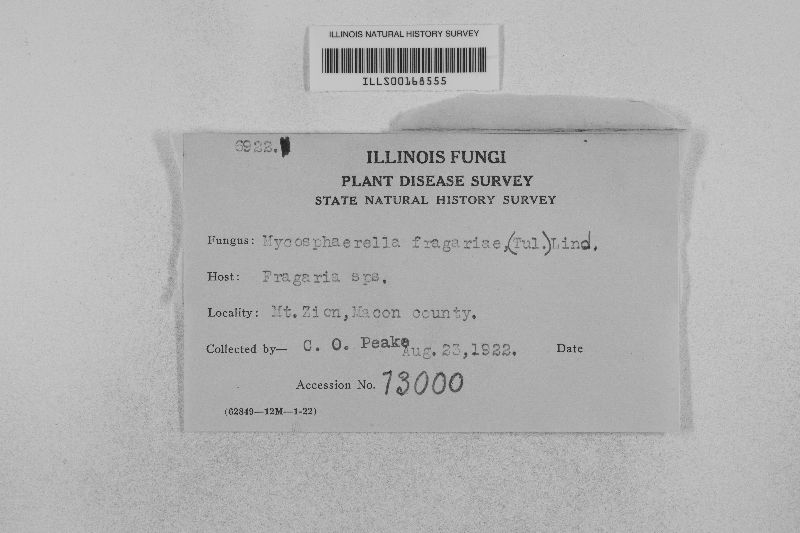 ILLINOIS NATURAL HISTORY SURVEY
ILLS00168555
6922.
ILLINOIS FUNGI
PLANT DISEASE SURVEY
STATE NATURAL HISTORY SURVEY
Fungus: Mycosphaerella fragariae,(Tul.)Lind.
Host: Fragaria sps.
Locality: Mt. Zion, Macon county.
Collected by— C. O. Peake Aug. 23, 1922. Date
Accession No. 13000
(62849—12M—1-22)